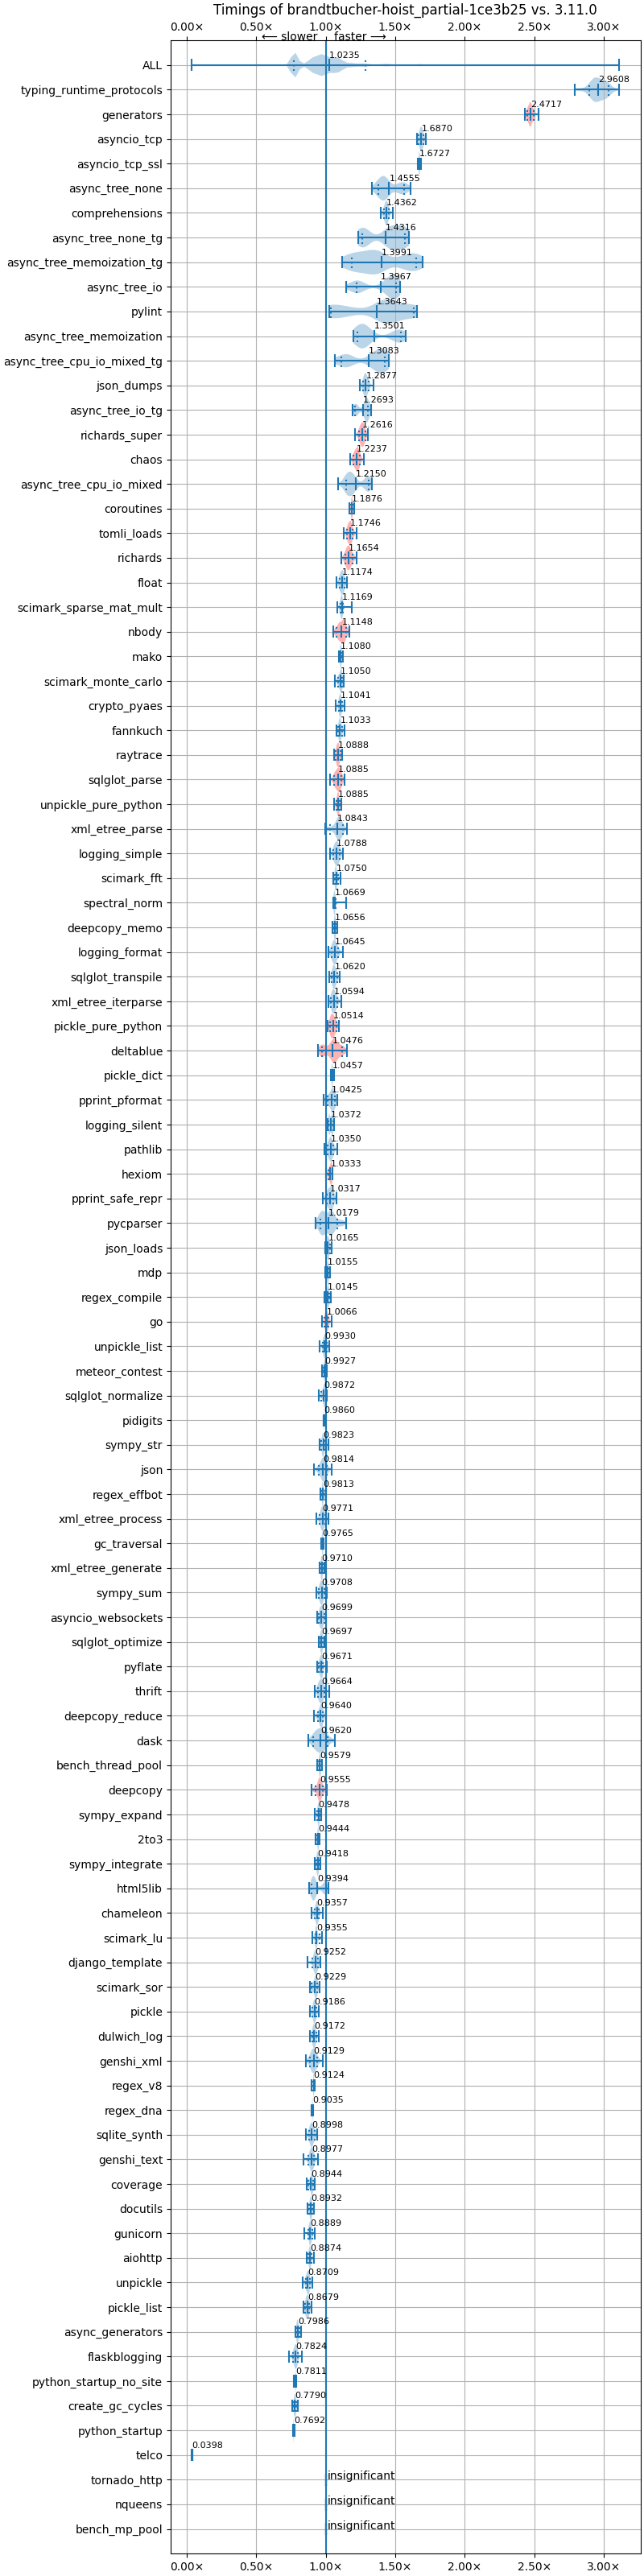 Timings of brandtbucher-hoist_partial-1ce3b25 vs. 3.11.0
0.00× 0.50× 1.00× 1.50× 2.00× 2.50× 3.00×
⟵ slower faster ⟶
ALL 1.0235
typing_runtime_protocols 2.9608
generators 2.4717
asyncio_tcp 1.6870
asyncio_tcp_ssl 1.6727
async_tree_none 1.4555
comprehensions 1.4362
async_tree_none_tg 1.4316
async_tree_memoization_tg 1.3991
async_tree_io 1.3967
pylint 1.3643
async_tree_memoization 1.3501
async_tree_cpu_io_mixed_tg 1.3083
json_dumps 1.2877
async_tree_io_tg 1.2693
richards_super 1.2616
chaos 1.2237
async_tree_cpu_io_mixed 1.2150
coroutines 1.1876
tomli_loads 1.1746
richards 1.1654
float 1.1174
scimark_sparse_mat_mult 1.1169
nbody 1.1148
mako 1.1080
scimark_monte_carlo 1.1050
crypto_pyaes 1.1041
fannkuch 1.1033
raytrace 1.0888
sqlglot_parse 1.0885
unpickle_pure_python 1.0885
xml_etree_parse 1.0843
logging_simple 1.0788
scimark_fft 1.0750
spectral_norm 1.0669
deepcopy_memo 1.0656
logging_format 1.0645
sqlglot_transpile 1.0620
xml_etree_iterparse 1.0594
pickle_pure_python 1.0514
deltablue 1.0476
pickle_dict 1.0457
pprint_pformat 1.0425
logging_silent 1.0372
pathlib 1.0350
hexiom 1.0333
pprint_safe_repr 1.0317
pycparser 1.0179
json_loads 1.0165
mdp 1.0155
regex_compile 1.0145
go 1.0066
unpickle_list 0.9930
meteor_contest 0.9927
sqlglot_normalize 0.9872
pidigits 0.9860
sympy_str 0.9823
json 0.9814
regex_effbot 0.9813
xml_etree_process 0.9771
gc_traversal 0.9765
xml_etree_generate 0.9710
sympy_sum 0.9708
asyncio_websockets 0.9699
sqlglot_optimize 0.9697
pyflate 0.9671
thrift 0.9664
deepcopy_reduce 0.9640
dask 0.9620
bench_thread_pool 0.9579
deepcopy 0.9555
sympy_expand 0.9478
2to3 0.9444
sympy_integrate 0.9418
html5lib 0.9394
chameleon 0.9357
scimark_lu 0.9355
django_template 0.9252
scimark_sor 0.9229
pickle 0.9186
dulwich_log 0.9172
genshi_xml 0.9129
regex_v8 0.9124
regex_dna 0.9035
sqlite_synth 0.8998
genshi_text 0.8977
coverage 0.8944
docutils 0.8932
gunicorn 0.8889
aiohttp 0.8874
unpickle 0.8709
pickle_list 0.8679
async_generators 0.7986
flaskblogging 0.7824
python_startup_no_site 0.7811
create_gc_cycles 0.7790
python_startup 0.7692
telco 0.0398
tornado_http insignificant
nqueens insignificant
bench_mp_pool insignificant
0.00× 0.50× 1.00× 1.50× 2.00× 2.50× 3.00×